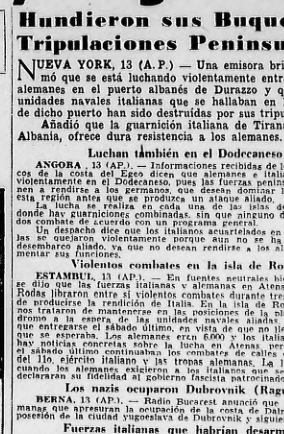 Hundieron sus Buque
Tripulaciones Peninsu
NUEVA YORK, 13 (A.P.) — Una emisora bri
mó que se está luchando violentamente entr
alemanes en el puerto albanés de Durazzo y q
unidades navales italianas que se hallaban en
de dicho puerto han sido destruídas por sus tripu
Añadió que la guarnición italiana de Tiran
Albania, ofrece dura resistencia a los alemanes.
Luchan también en el Dodecaneso
ANGORA, 13 (AP.). — Informaciones recibidas de l
cos de la costa del Egeo dicen que alemanes e itali
violentamente en el Dodecaneso, pues las fuerzas penin
nen a rendirse a los germanos, que desean dominar l
esta región antes que se produzca un ataque aliado.
La lucha se realiza en cada una de las islas de
donde hay guarniciones combinadas, sin que ninguno d
dos combate de acuerdo con un programa general.
Un despacho dice que los italianos acuartelados en
las se quejaron violentamente porque aun no se ha
desembarco aliado, ya que no desean rendirse a los al
mentar sus funciones.
Violentos combates en la isla de Ro
ESTAMBUL, 13 (AP.). — En fuentes neutrales bi
se dijo que las fuerzas italianas y alemanas en Atena
Rodas libraron entre sí violentos combates durante tre
de producirse la rendición de Italia. En la isla de Ro
nos trataron de mantenerse en las posiciones de la
dromo a la espera de las unidades navales aliadas
que entregarse el sábado último, en vista de que no
que se esperaba. Los alemanes eran 6.000 y los italia
hay noticias concretas sobre la lucha en Atenas, per
el sábado último continuaban los combates de calles
del 11o, ejército italiano y las tropas alemanas. La
cuando los alemanes exigieron a los italianos que
declararan su fidelidad al gobierno fascista patrocinado
Los nazis ocuparon Dubrovnik (Rag
BERNA, 13 (AP.). — Radio Bucarest anunció que
manas que apresuran la ocupación de la costa de Dalm
posesión de la ciudad yugoeslava de Dubrovnik y siguie
Fuerzas italianas que habrían desarm